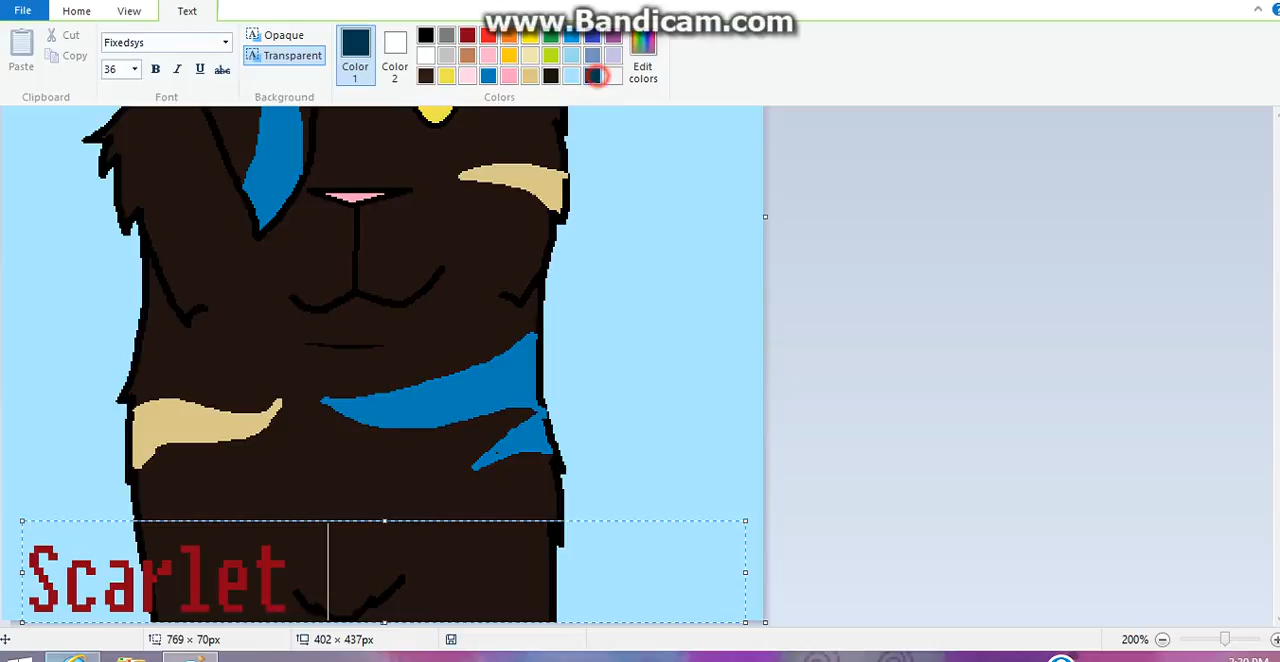 www.Bandicam.com
File Home View Text
Paste
Cut
Copy
Clipboard
Fixedsys
36 B I U abc
Font
Opaque
Transparent
Background
Color 1
Color 2
Edit colors
Colors
Scarlet
769 × 70px
402 × 437px
200%